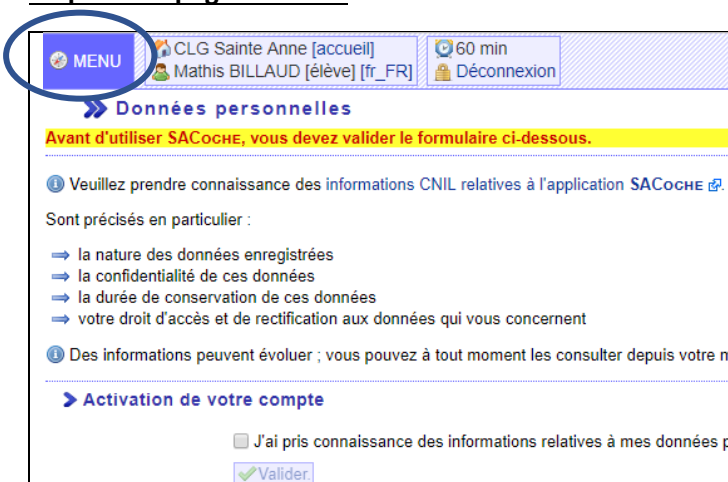 MENU
CLG Sainte Anne [accueil]
Mathis BILLAUD [élève] [fr_FR]
60 min
Déconnexion
Données personnelles
Avant d'utiliser SACOCHE, vous devez valider le formulaire ci-dessous.
Veuillez prendre connaissance des informations CNIL relatives à l'application SACOCHE.
Sont précisés en particulier :
la nature des données enregistrées
la confidentialité de ces données
la durée de conservation de ces données
votre droit d'accès et de rectification aux données qui vous concernent
Des informations peuvent évoluer ; vous pouvez à tout moment les consulter depuis votre
Activation de votre compte
J'ai pris connaissance des informations relatives à mes données
Valider.